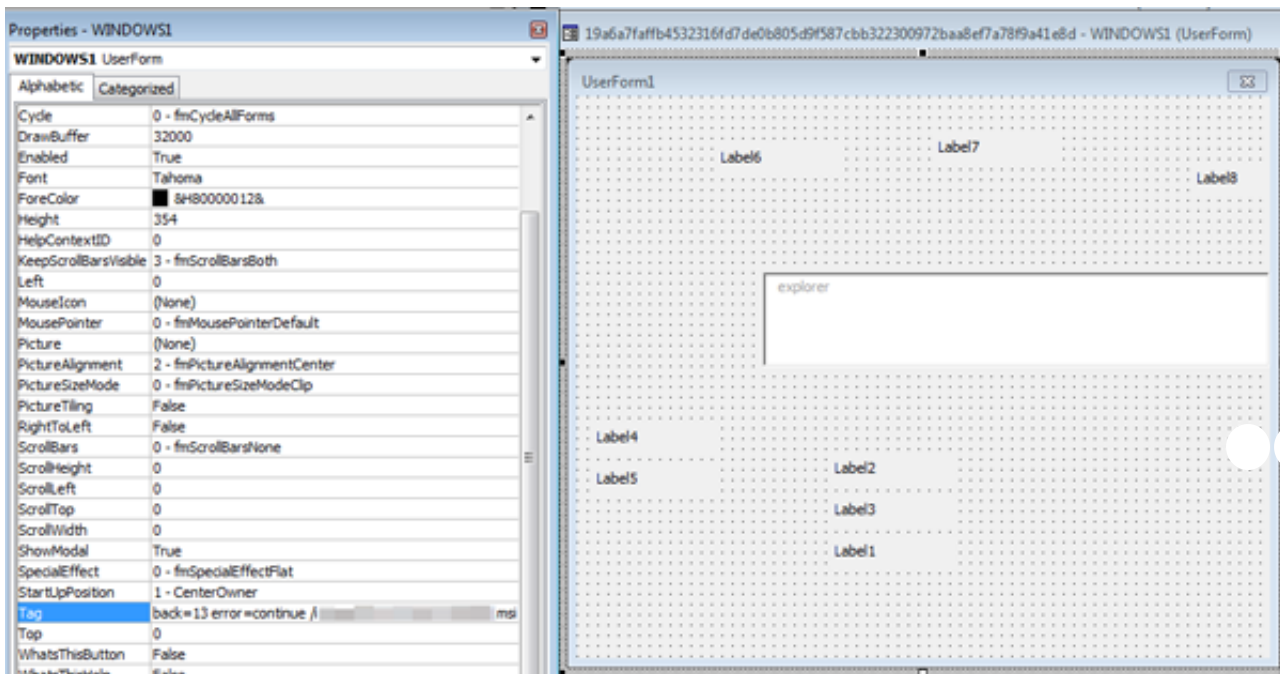 Properties - WINDOWS1
WINDOWS1 UserForm
Alphabetic Categorized
Cycle 0 - fmCycleAllForms
DrawBuffer 32000
Enabled True
Font Tahoma
ForeColor &H80000012&
Height 354
HelpContextID 0
KeepScrollBarsVisible 3 - fmScrollBarsBoth
Left 0
MouseIcon (None)
MousePointer 0 - fmMousePointerDefault
Picture (None)
PictureAlignment 2 - fmPictureAlignmentCenter
PictureSizeMode 0 - fmPictureSizeModeClip
PictureTiling False
RightToLeft False
ScrollBars 0 - fmScrollBarsNone
ScrollHeight 0
ScrollLeft 0
ScrollTop 0
ScrollWidth 0
ShowModal True
SpecialEffect 0 - fmSpecialEffectFlat
StartUpPosition 1 - CenterOwner
Tag back=13 error=continue /i msi
Top 0
WhatsThisButton False
WhatsThisHelp False
19a6a7faffb4532316fd7de0b805d9f587cbb322300972baa8ef7a78f9a41e8d - WINDOWS1 (UserForm)
UserForm1
Label6
Label7
Label8
explorer
Label4
Label5
Label2
Label3
Label1